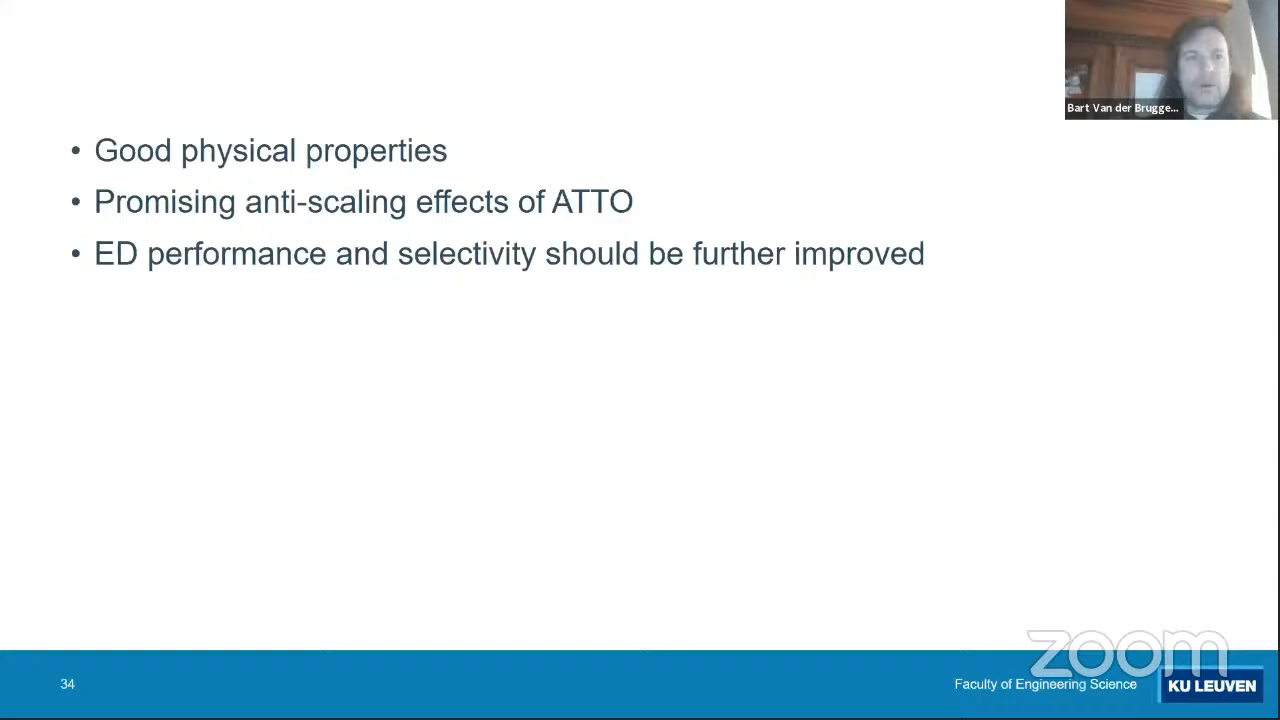 Bart Van der Brugge...
• Good physical properties
• Promising anti-scaling effects of ATTO
• ED performance and selectivity should be further improved
zoom
34
Faculty of Engineering Science
KU LEUVEN